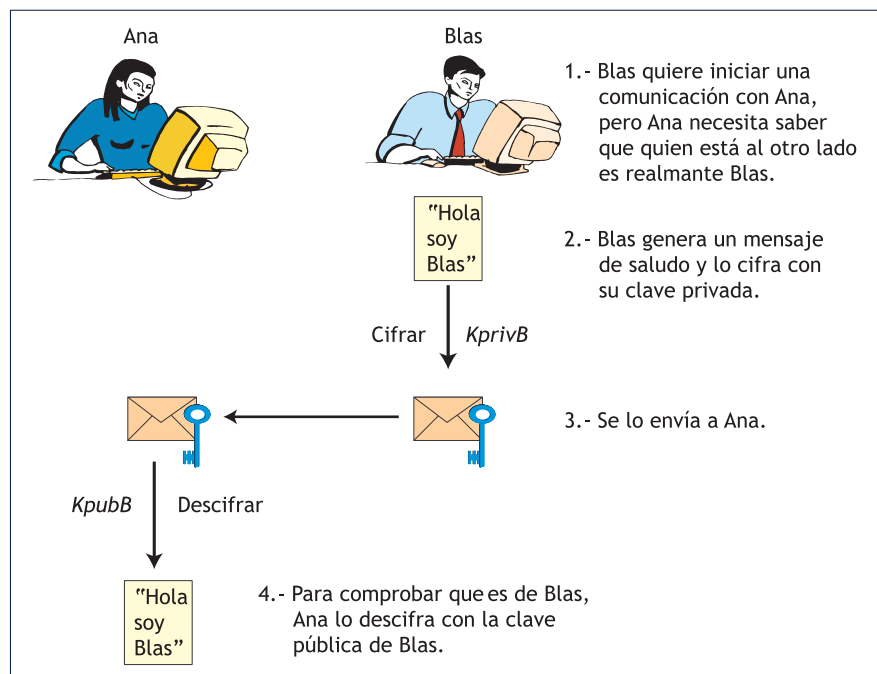 Ana
Blas
1.- Blas quiere iniciar una
comunicación con Ana,
pero Ana necesita saber
que quien está al otro lado
es realmante Blas.
"Hola
soy
Blas"
2.- Blas genera un mensaje
de saludo y lo cifra con
su clave privada.
Cifrar KprivB
3.- Se lo envía a Ana.
KpubB Descifrar
"Hola
soy
Blas"
4.- Para comprobar que es de Blas,
Ana lo descifra con la clave
pública de Blas.